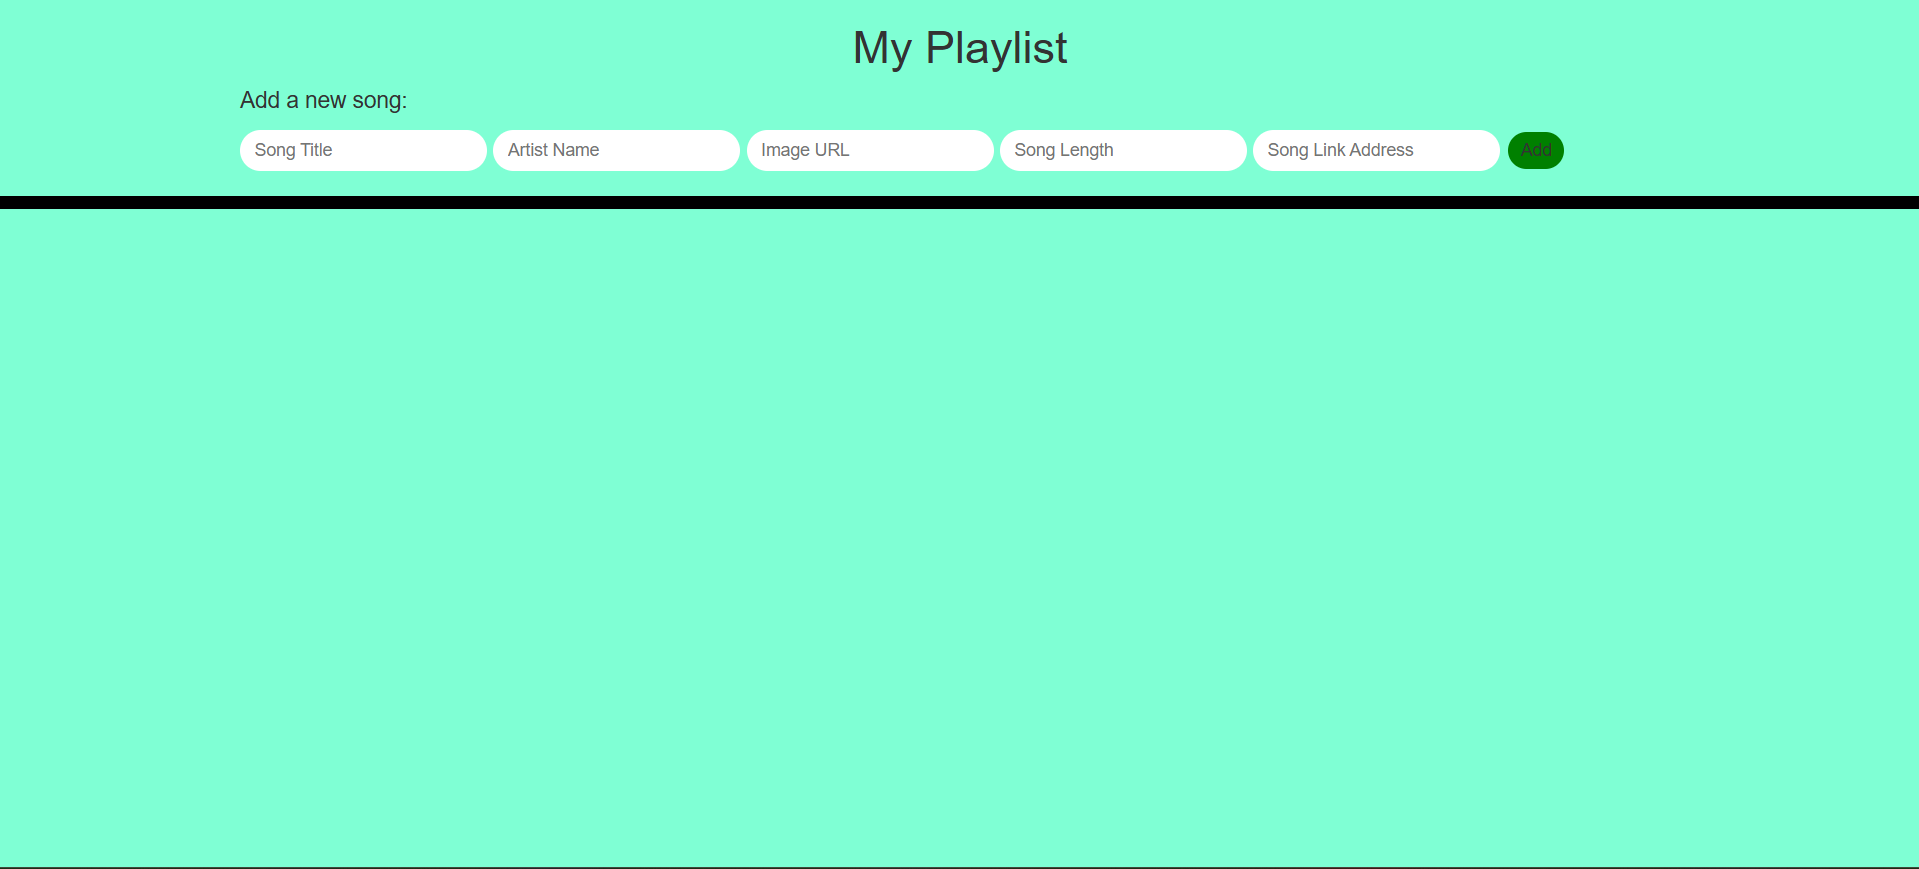 My Playlist
Add a new song:
Song Title Artist Name Image URL Song Length Song Link Address Add